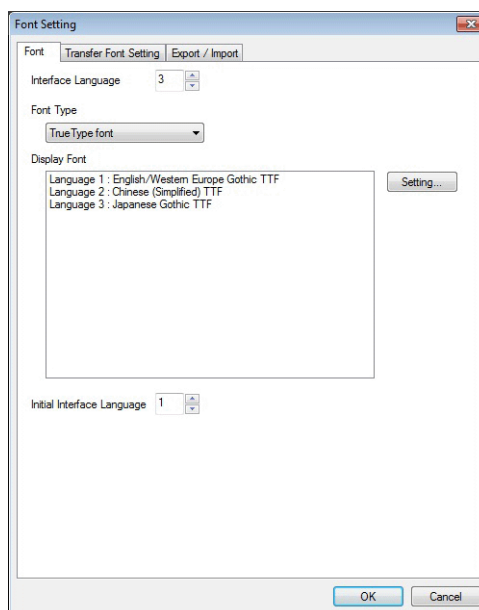 Font Setting
Font
Transfer Font Setting
Export / Import
Interface Language
3
Font Type
TrueType font
Display Font
Language 1 : English/Western Europe Gothic TTF
Language 2 : Chinese (Simplified) TTF
Language 3 : Japanese Gothic TTF
Setting...
Initial Interface Language
1
OK
Cancel